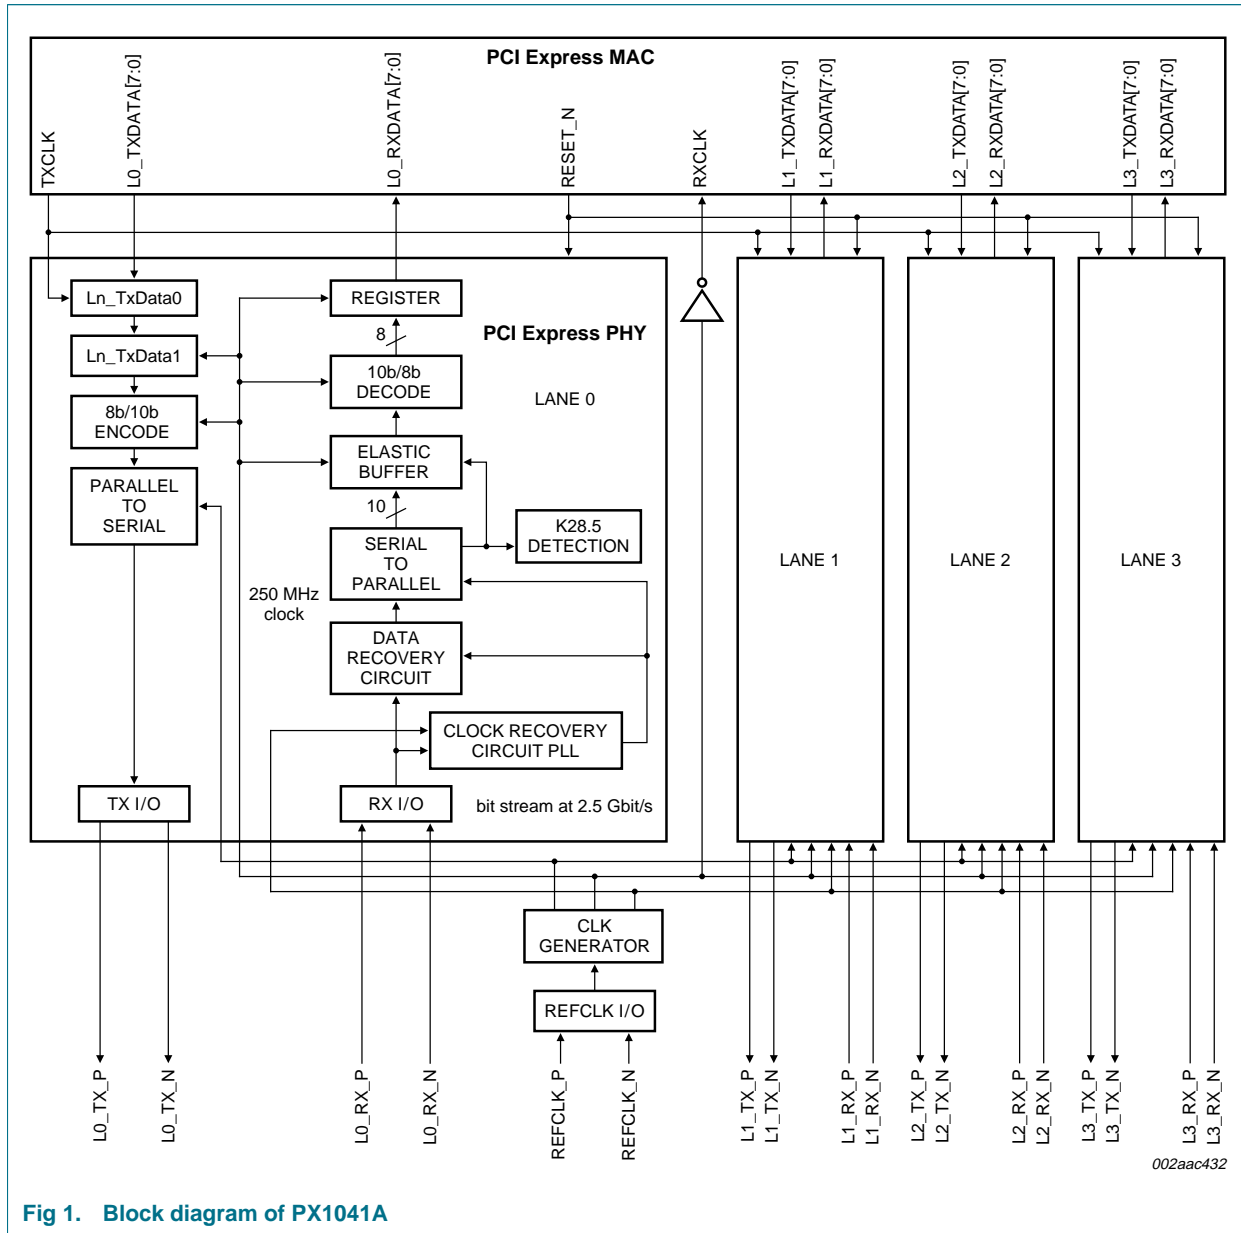 PCI Express MAC
TXCLK
L0_TXDATA[7:0]
L0_RXDATA[7:0]
RESET_N
RXCLK
L1_TXDATA[7:0]
L1_RXDATA[7:0]
L2_TXDATA[7:0]
L2_RXDATA[7:0]
L3_TXDATA[7:0]
L3_RXDATA[7:0]
Ln_TxData0
Ln_TxData1
8b/10b
ENCODE
PARALLEL
TO
SERIAL
TX I/O
REGISTER
8
10b/8b
DECODE
ELASTIC
BUFFER
10
SERIAL
TO
PARALLEL
K28.5
DETECTION
250 MHz
clock
DATA
RECOVERY
CIRCUIT
CLOCK RECOVERY
CIRCUIT PLL
RX I/O
bit stream at 2.5 Gbit/s
PCI Express PHY
LANE 0
LANE 1
LANE 2
LANE 3
CLK
GENERATOR
REFCLK I/O
L0_TX_P
L0_TX_N
L0_RX_P
L0_RX_N
REFCLK_P
REFCLK_N
L1_TX_P
L1_TX_N
L1_RX_P
L1_RX_N
L2_TX_P
L2_TX_N
L2_RX_P
L2_RX_N
L3_TX_P
L3_TX_N
L3_RX_P
L3_RX_N
002aac432
Fig 1. Block diagram of PX1041A